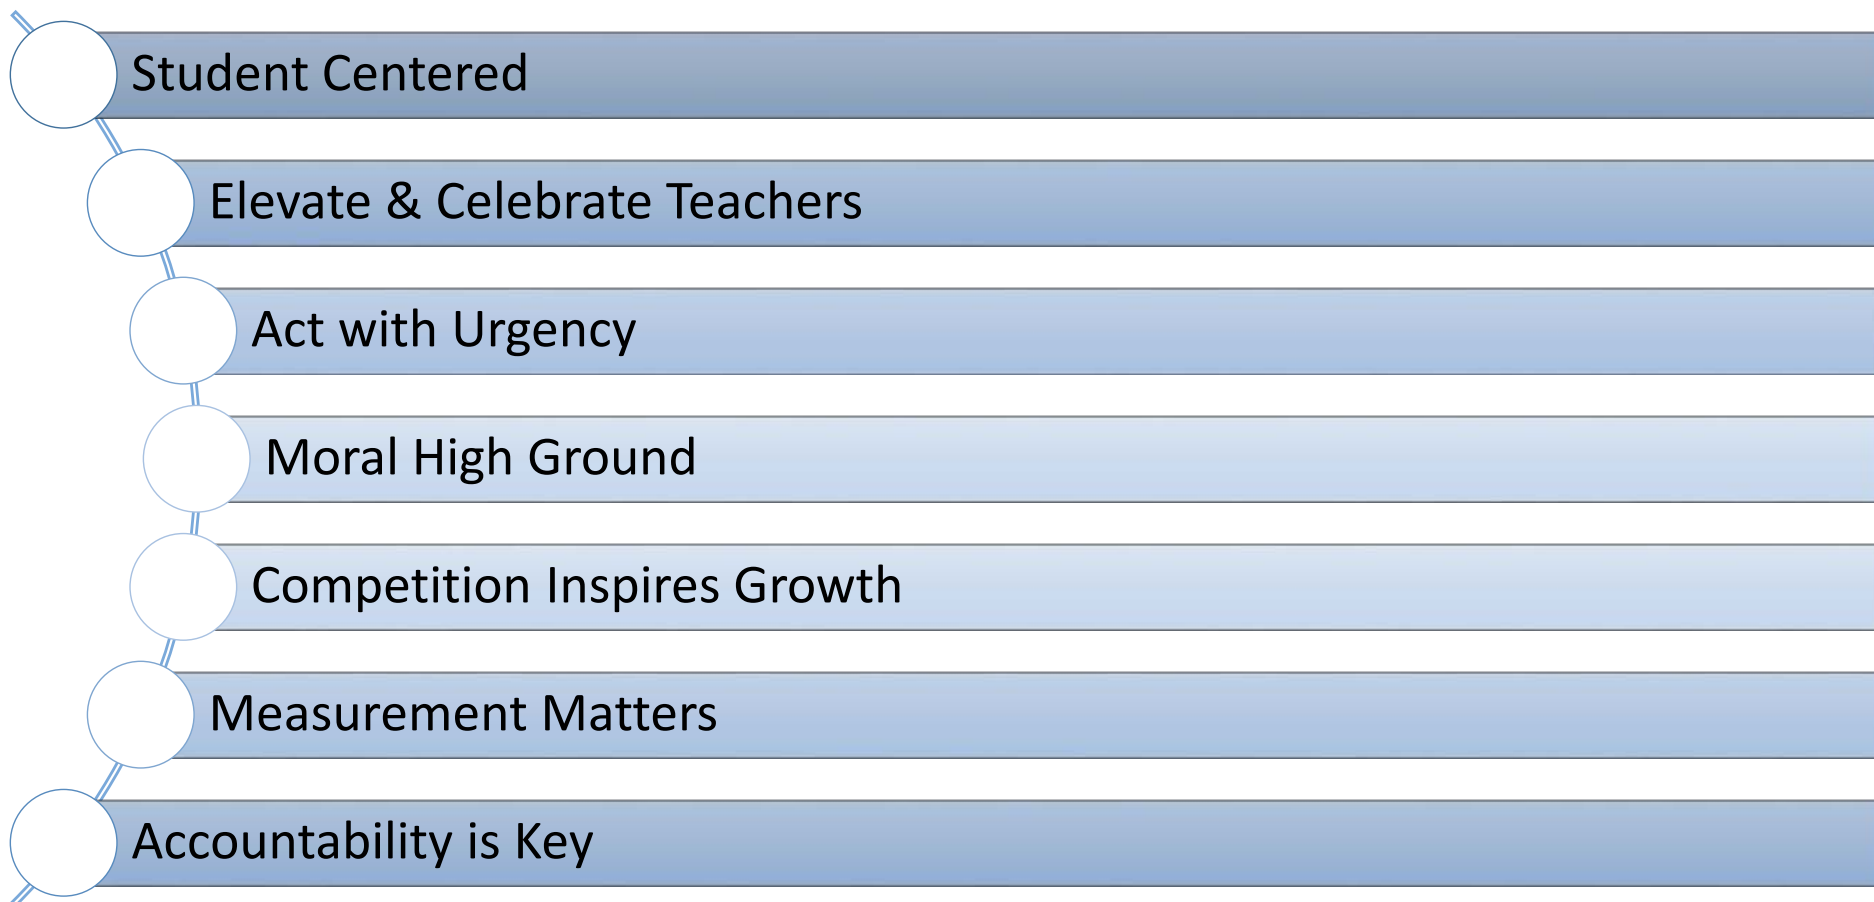 Student Centered
Elevate & Celebrate Teachers
Act with Urgency
Moral High Ground
Competition Inspires Growth
Measurement Matters
Accountability is Key